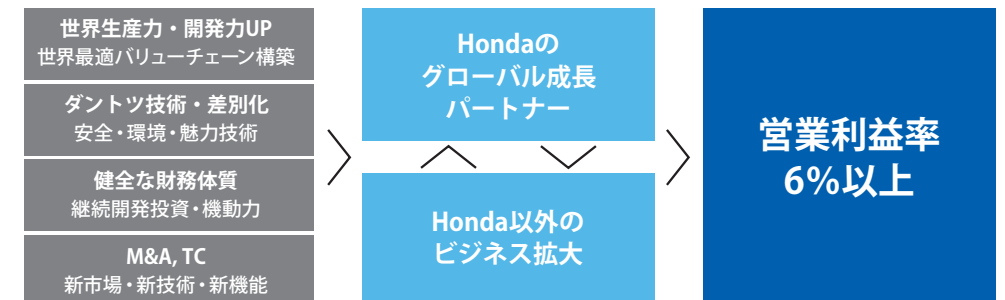 世界生産力・開発力UP
世界最適バリューチェーン構築
ダントツ技術・差別化
安全・環境・魅力技術
健全な財務体質
継続開発投資・機動力
M&A, TC
新市場・新技術・新機能
Hondaの
グローバル成長
パートナー
Honda以外の
ビジネス拡大
営業利益率
6%以上